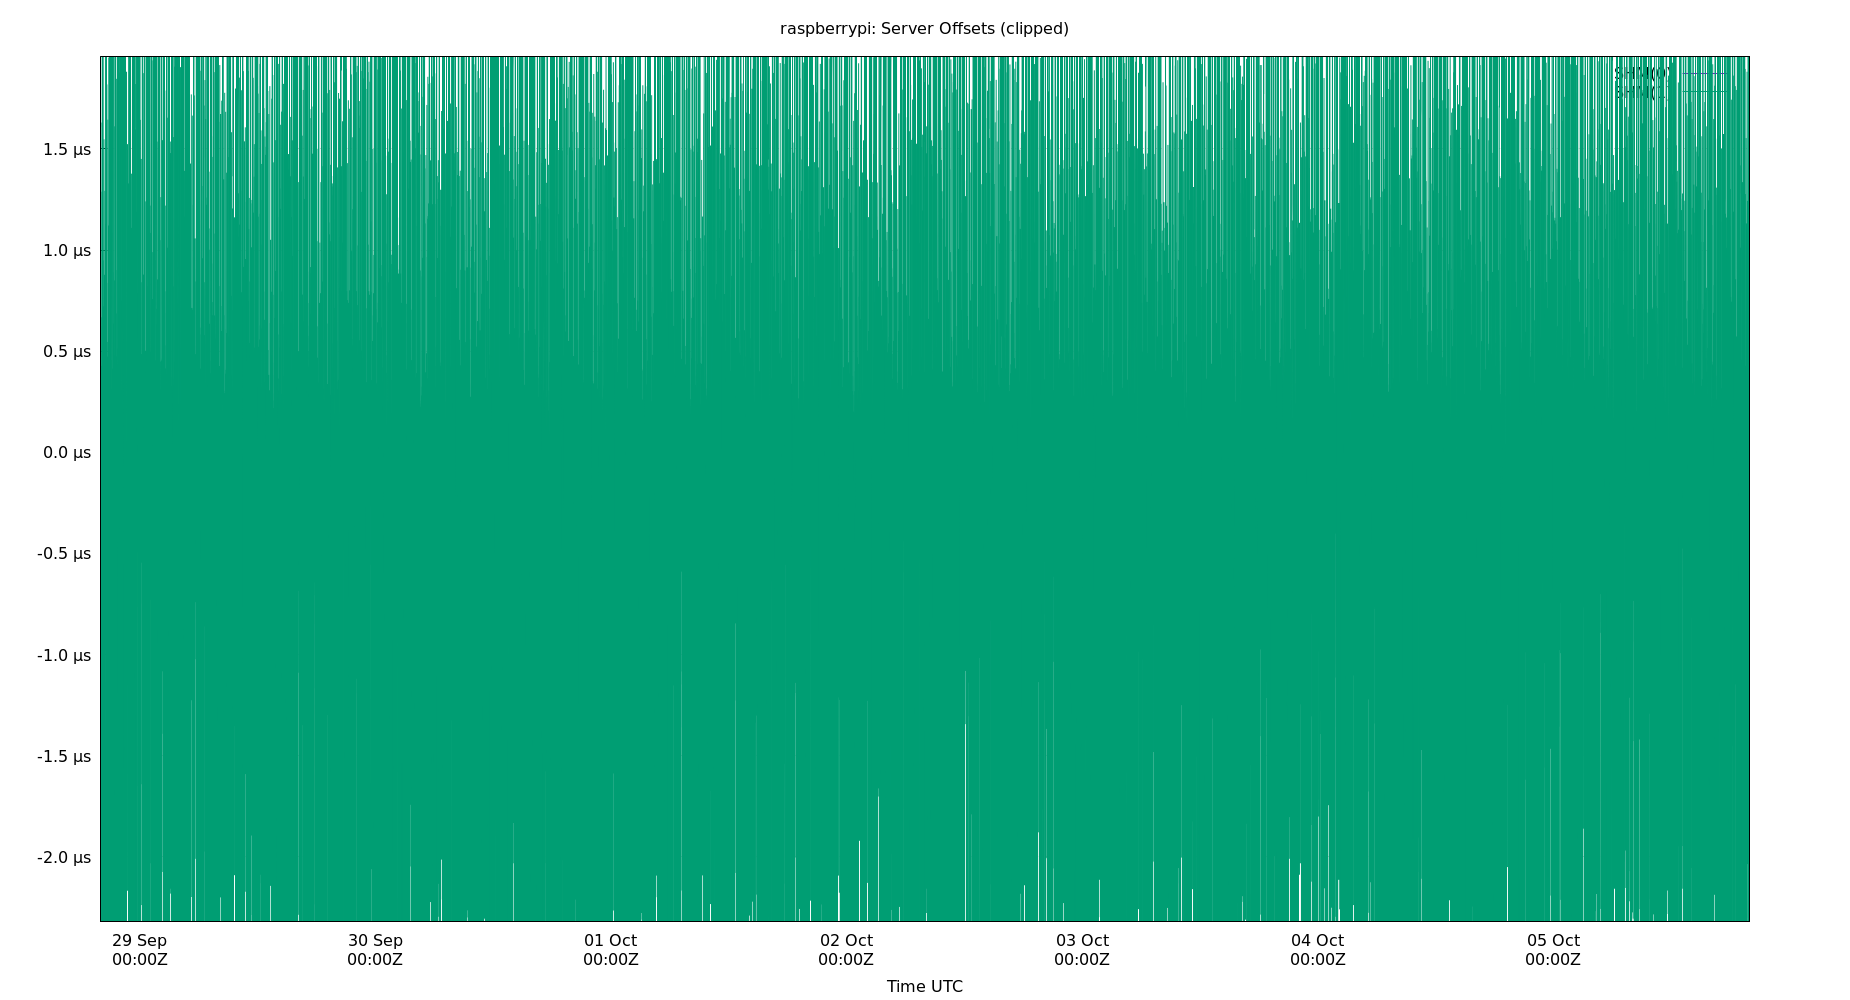 raspberrypi: Server Offsets (clipped)
SHM(0)
1.5 µs
1.0 µs
0.5 µs
0.0 µs
-0.5 µs
-1.0 µs
-1.5 µs
-2.0 µs
29 Sep 30 Sep 01 Oct 02 Oct 03 Oct 04 Oct 05 Oct
00:00Z 00:00Z 00:00Z 00:00Z 00:00Z 00:00Z 00:00Z
Time UTC